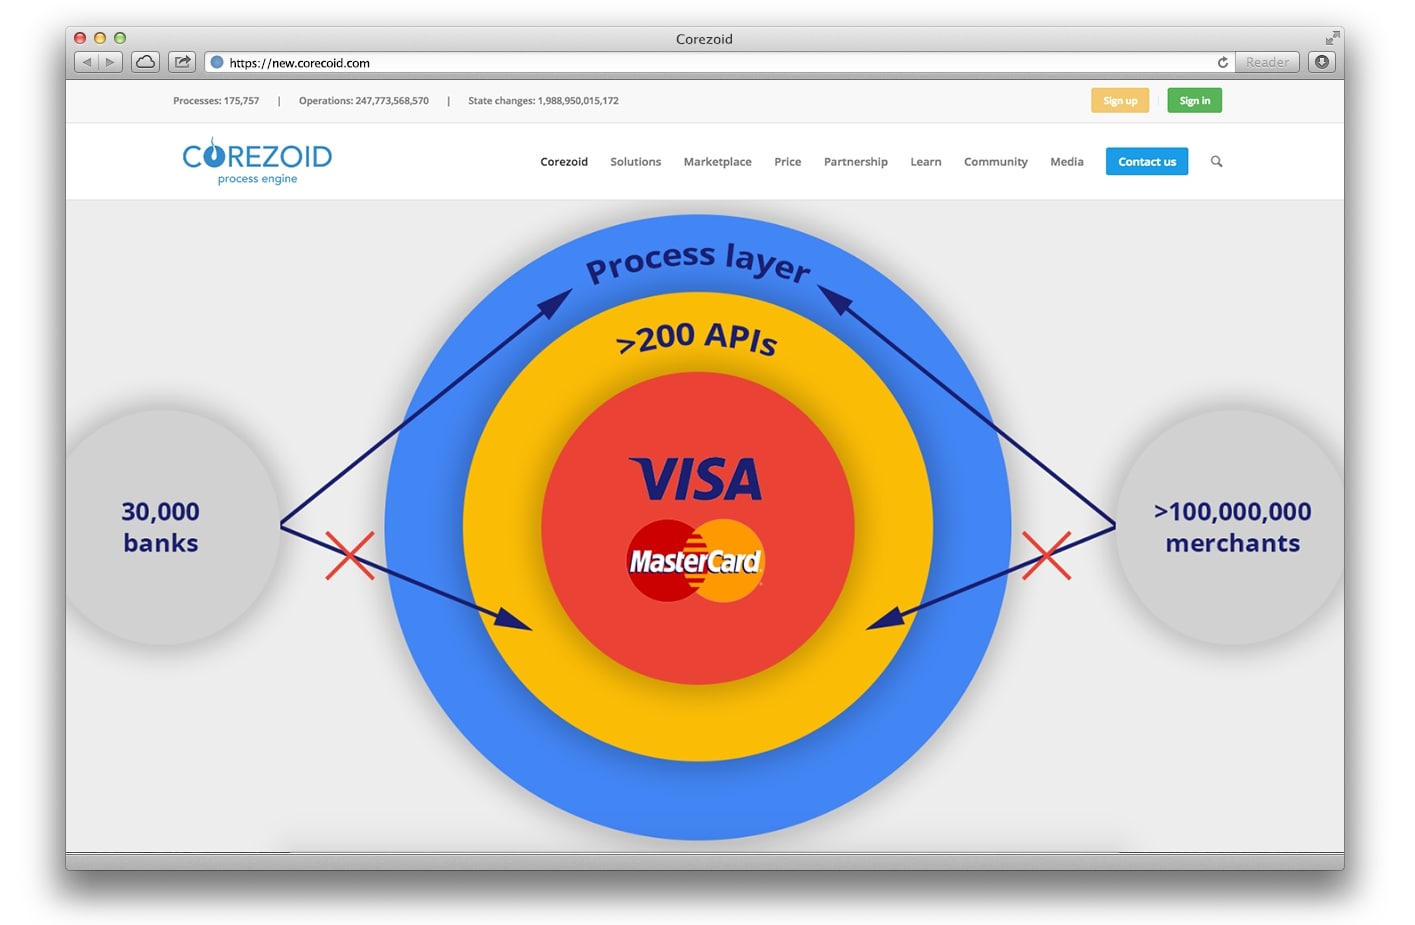 Corezoid
https://new.corecoid.com
Reader
Processes: 175,757 | Operations: 247,773,568,570 | State changes: 1,988,950,015,172
Sign up
Sign in
COREZOID
process engine
Corezoid Solutions Marketplace Price Partnership Learn Community Media Contact us
Process layer
>200 APIs
VISA
MasterCard
30,000
banks
>100,000,000
merchants